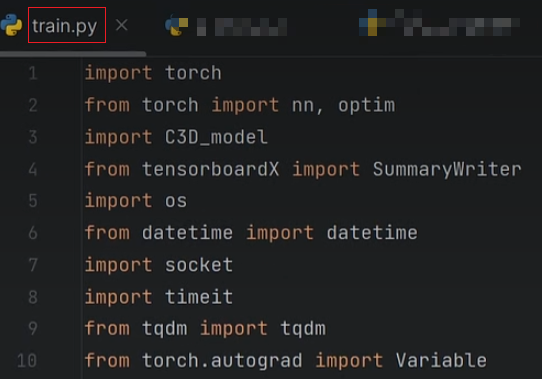 train.py
1 import torch
2 from torch import nn, optim
3 import C3D_model
4 from tensorboardX import SummaryWriter
5 import os
6 from datetime import datetime
7 import socket
8 import timeit
9 from tqdm import tqdm
10 from torch.autograd import Variable